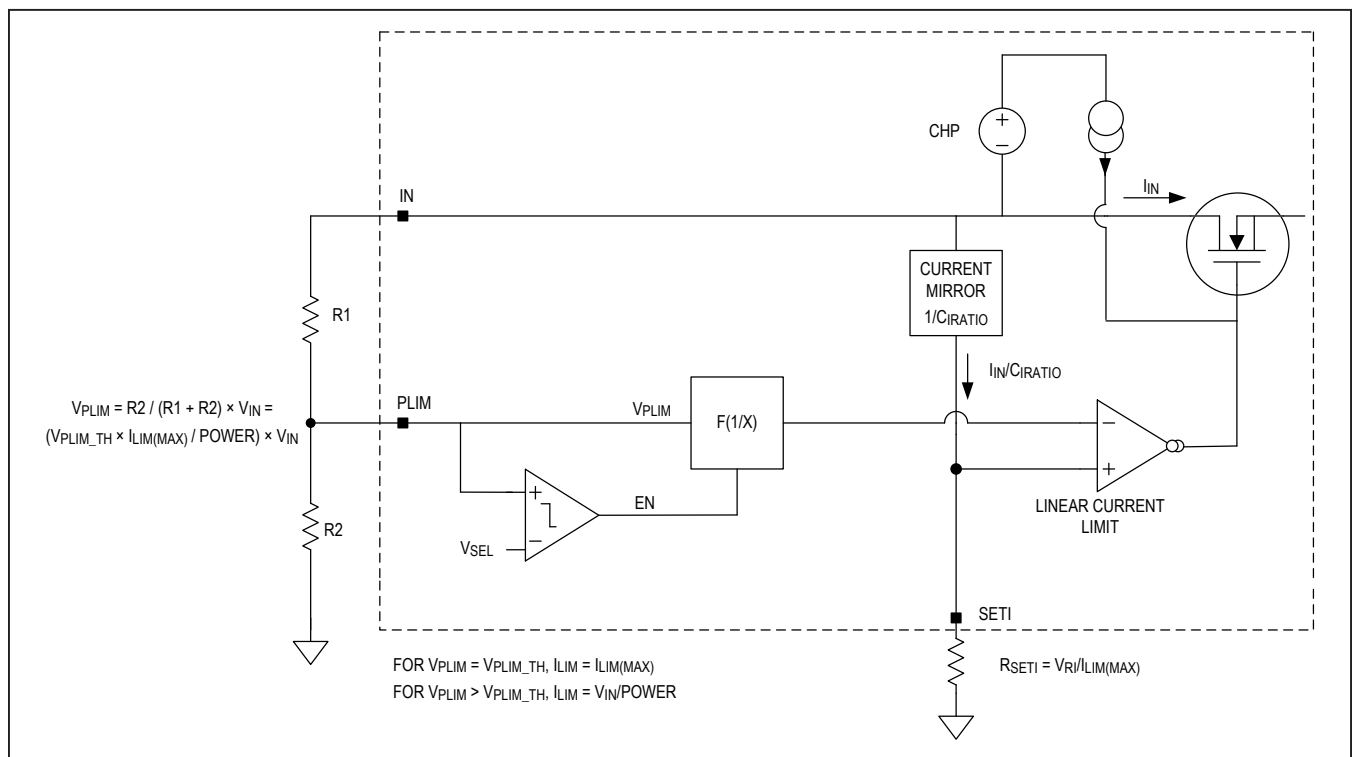 CHP
IIN
IN
CURRENT
MIRROR
1/CIRATIO
R1
IIN/CIRATIO
VPLIM = R2 / (R1 + R2) × VIN =
(VPLIM_TH × ILIM(MAX) / POWER) × VIN
PLIM
VPLIM
F(1/X)
LINEAR CURRENT
LIMIT
EN
VSEL
R2
SETI
FOR VPLIM = VPLIM_TH, ILIM = ILIM(MAX)
FOR VPLIM > VPLIM_TH, ILIM = VIN/POWER
RSETI = VRI/ILIM(MAX)